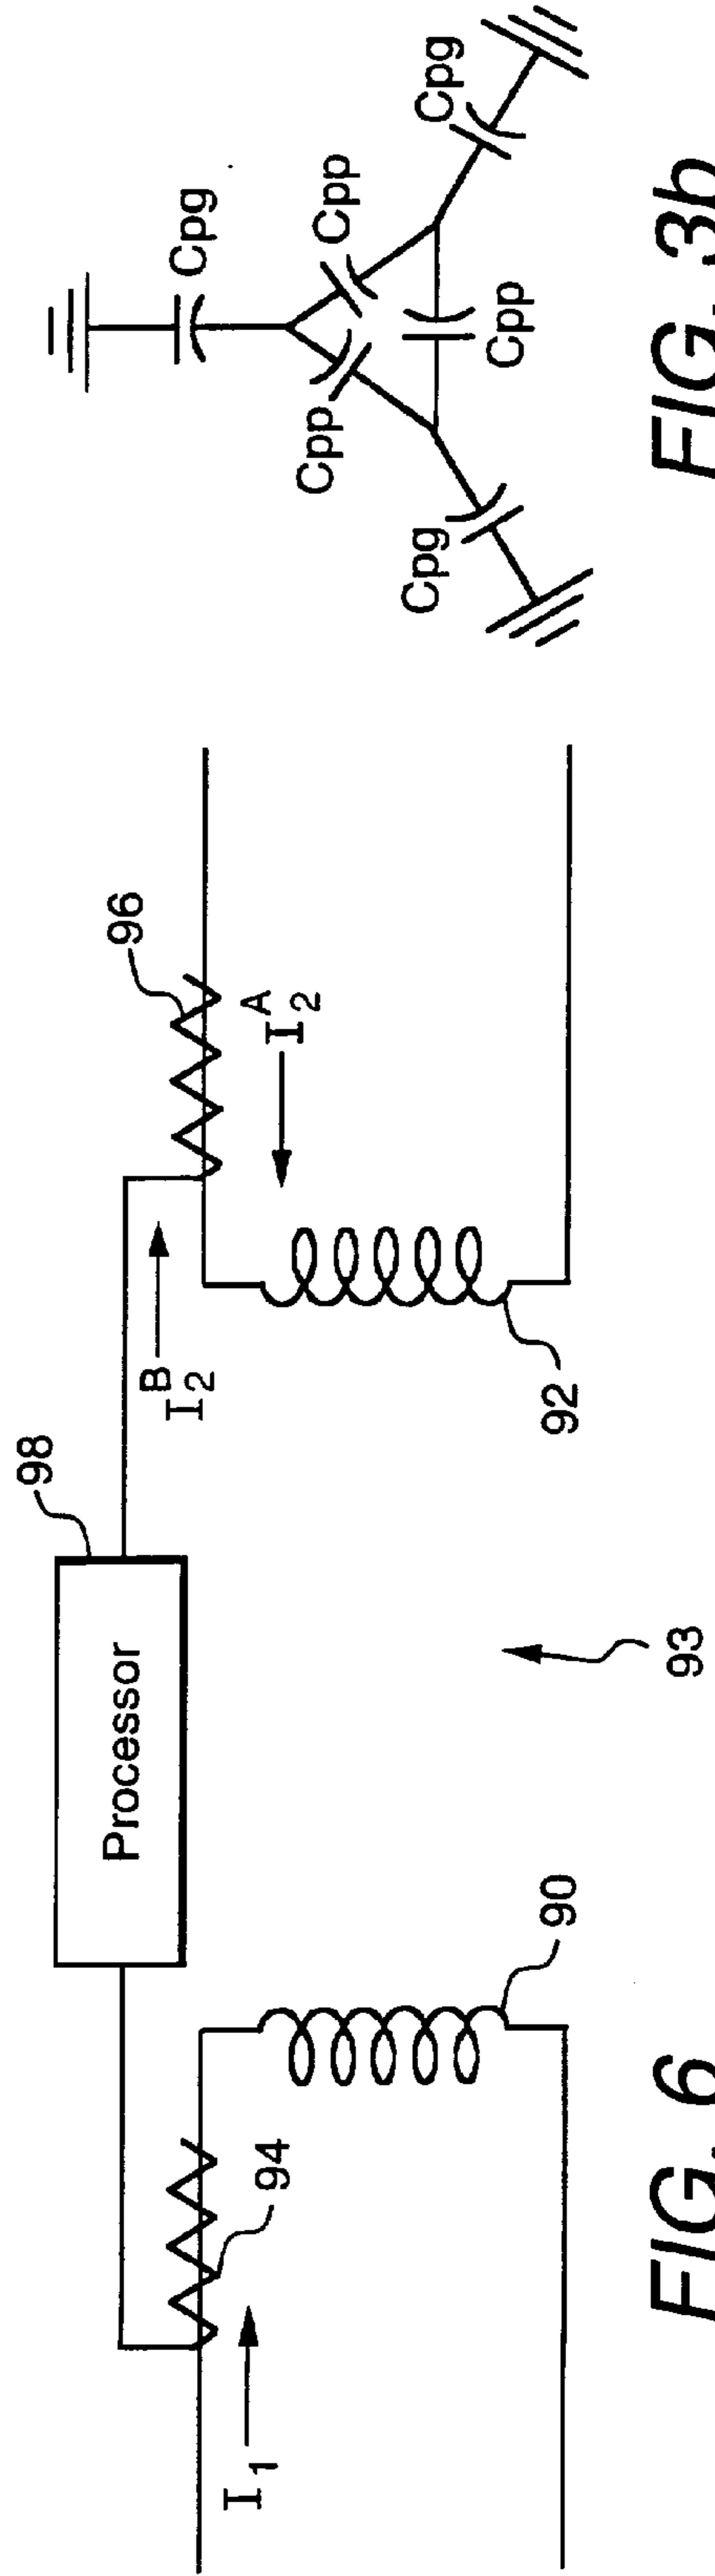 Processor
98
96
94
I₁
I₂ᴮ
I₂ᴬ
90
92
93
FIG. 6
Cpg
Cpp
Cpp
Cpp
Cpg
Cpg
FIG. 3b